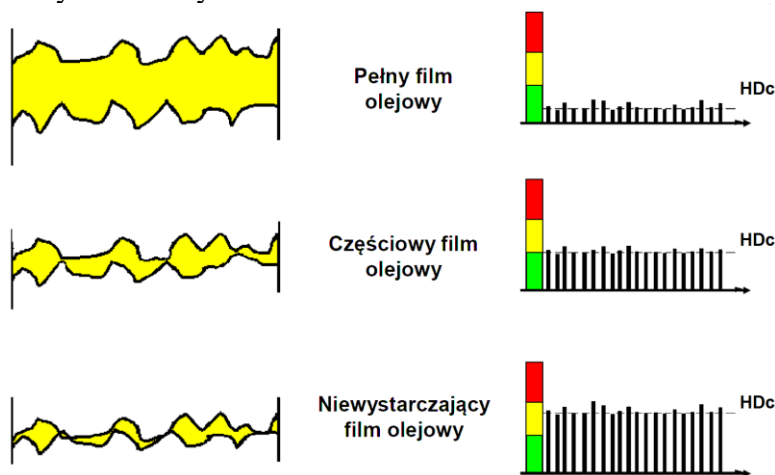 Pełny film
olejowy
HDc
Częściowy film
olejowy
HDc
Niewystarczający
film olejowy
HDc